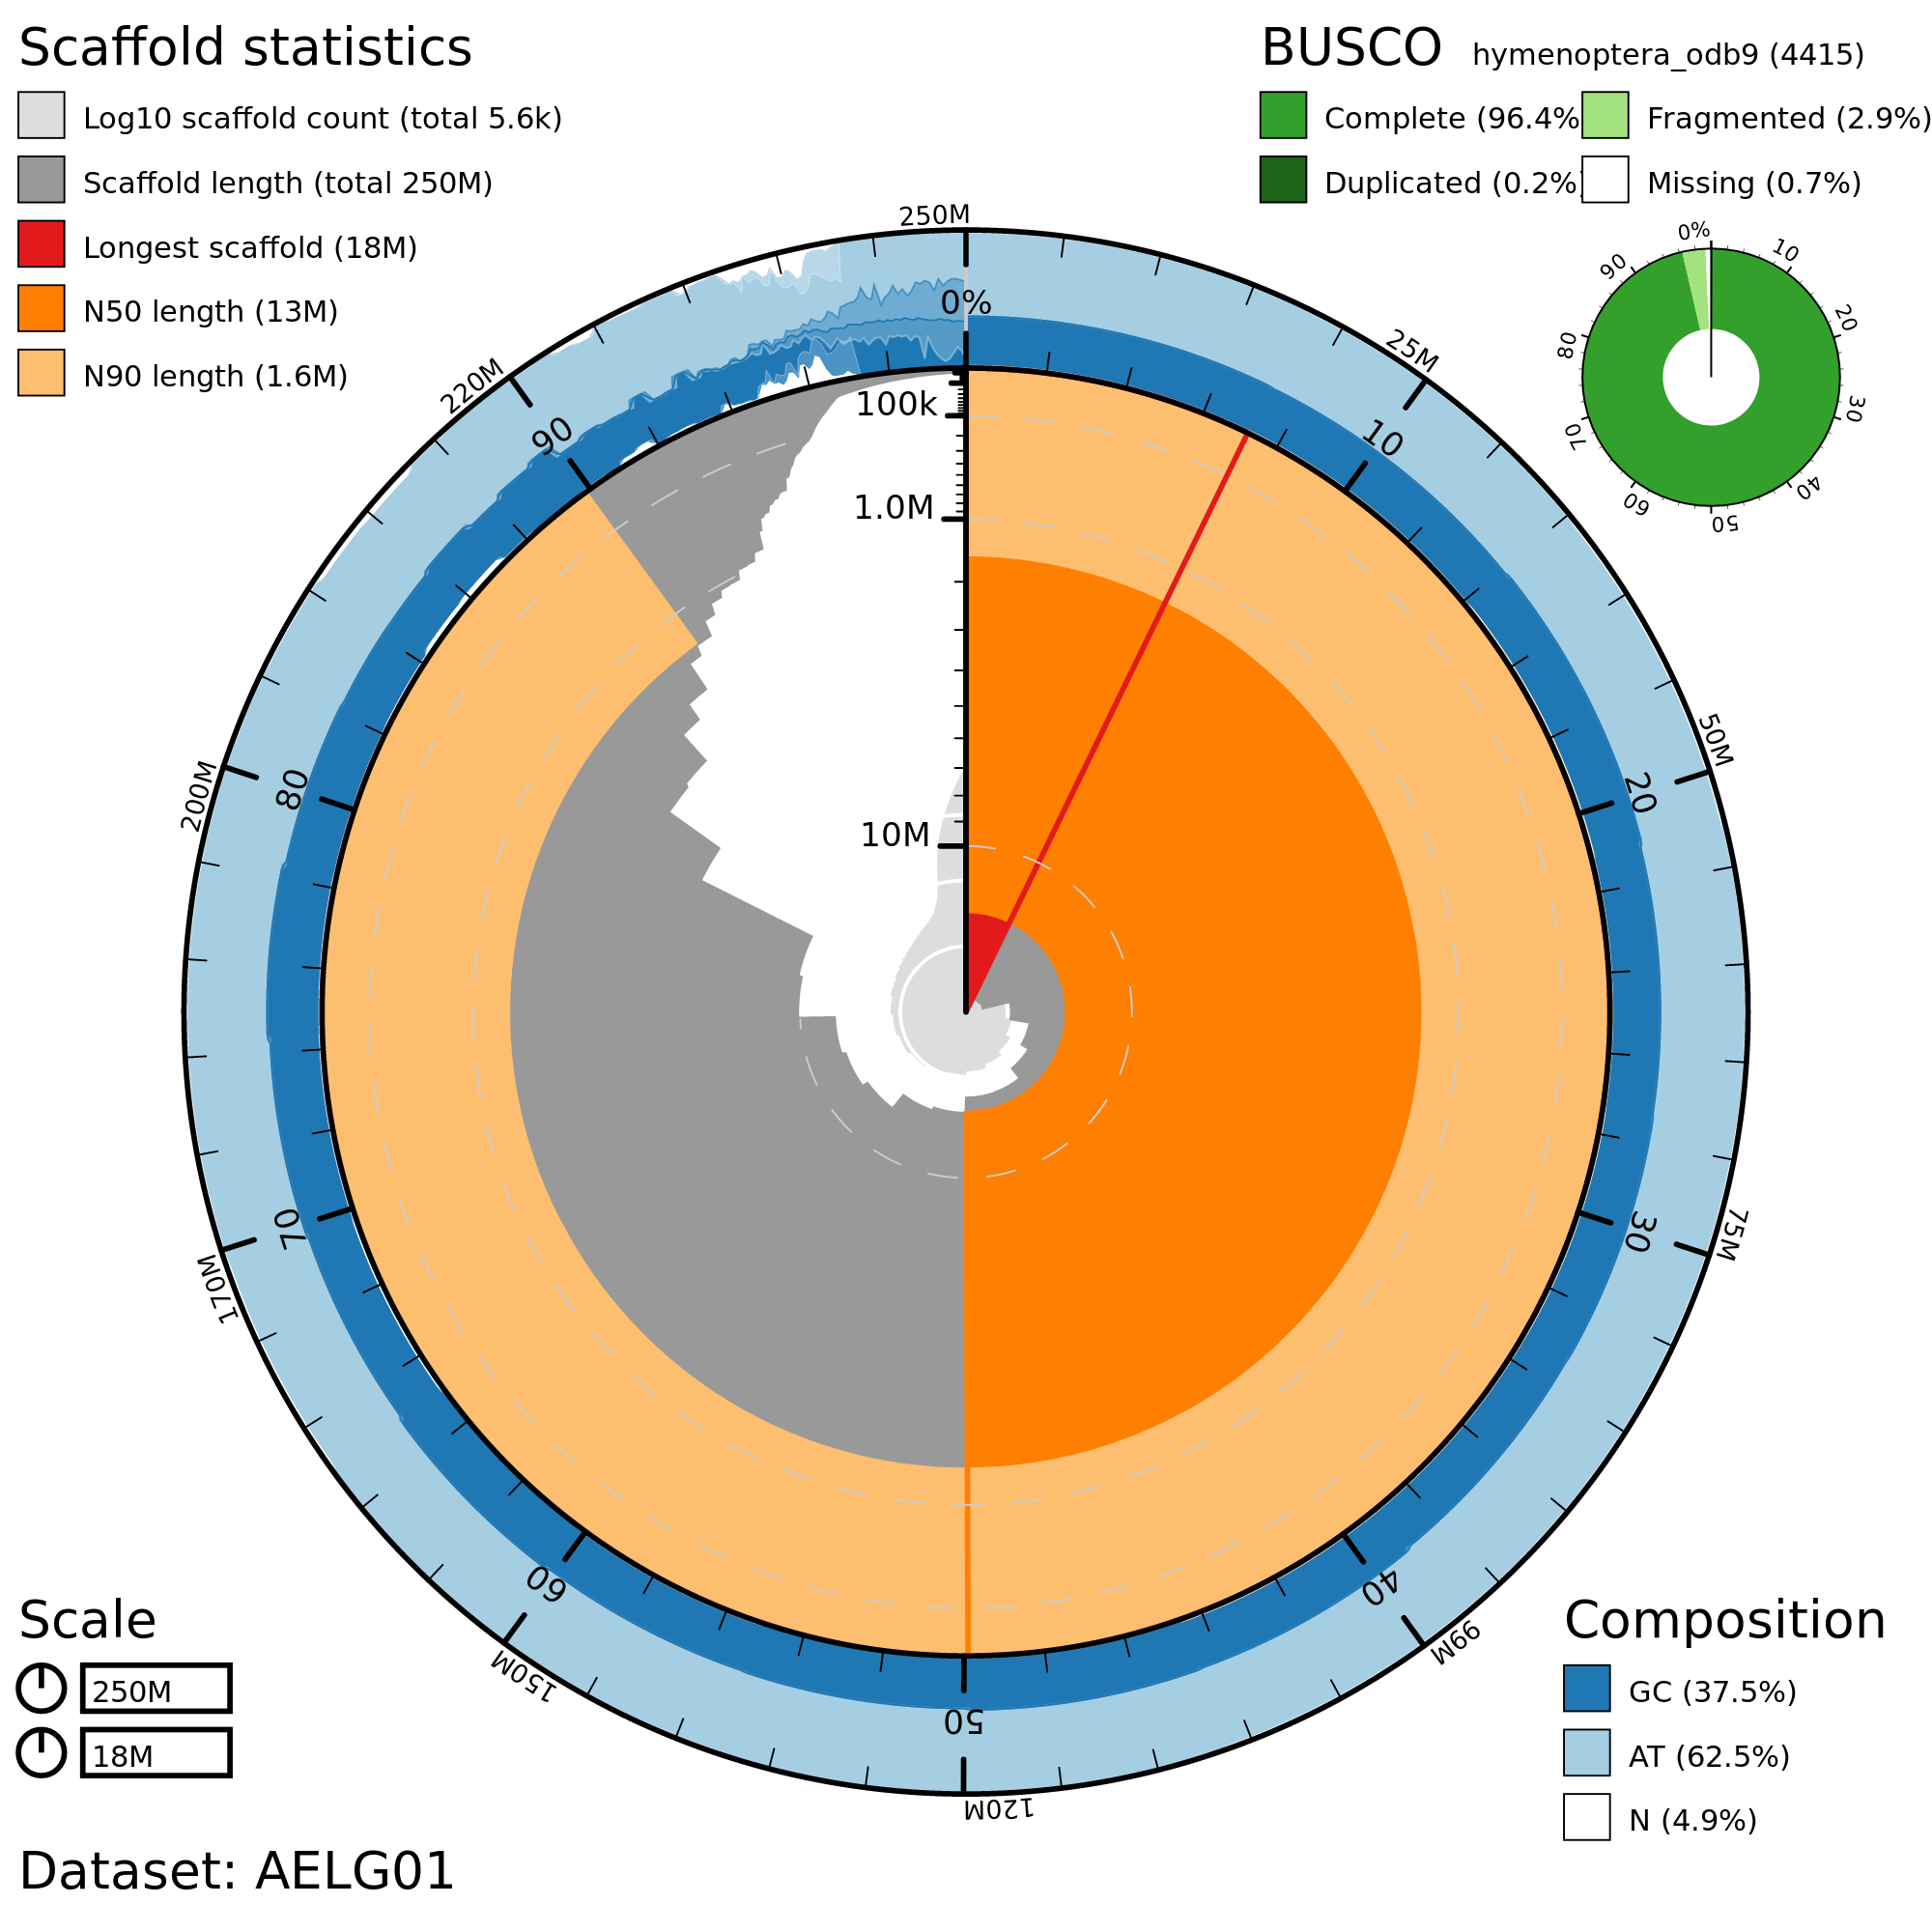 Scaffold statistics
Log10 scaffold count (total 5.6k)
Scaffold length (total 250M)
Longest scaffold (18M)
N50 length (13M)
N90 length (1.6M)
BUSCO hymenoptera_odb9 (4415)
Complete (96.4% Fragmented (2.9%)
Duplicated (0.2% Missing (0.7%)
0%
10
20
30
40
50
60
70
80
90
250M
25M
50M
75M
99M
120M
150M
170M
200M
220M
0%
10
20
30
40
50
60
70
80
90
100k
1.0M
10M
Scale
250M
18M
Composition
GC (37.5%)
AT (62.5%)
N (4.9%)
Dataset: AELG01